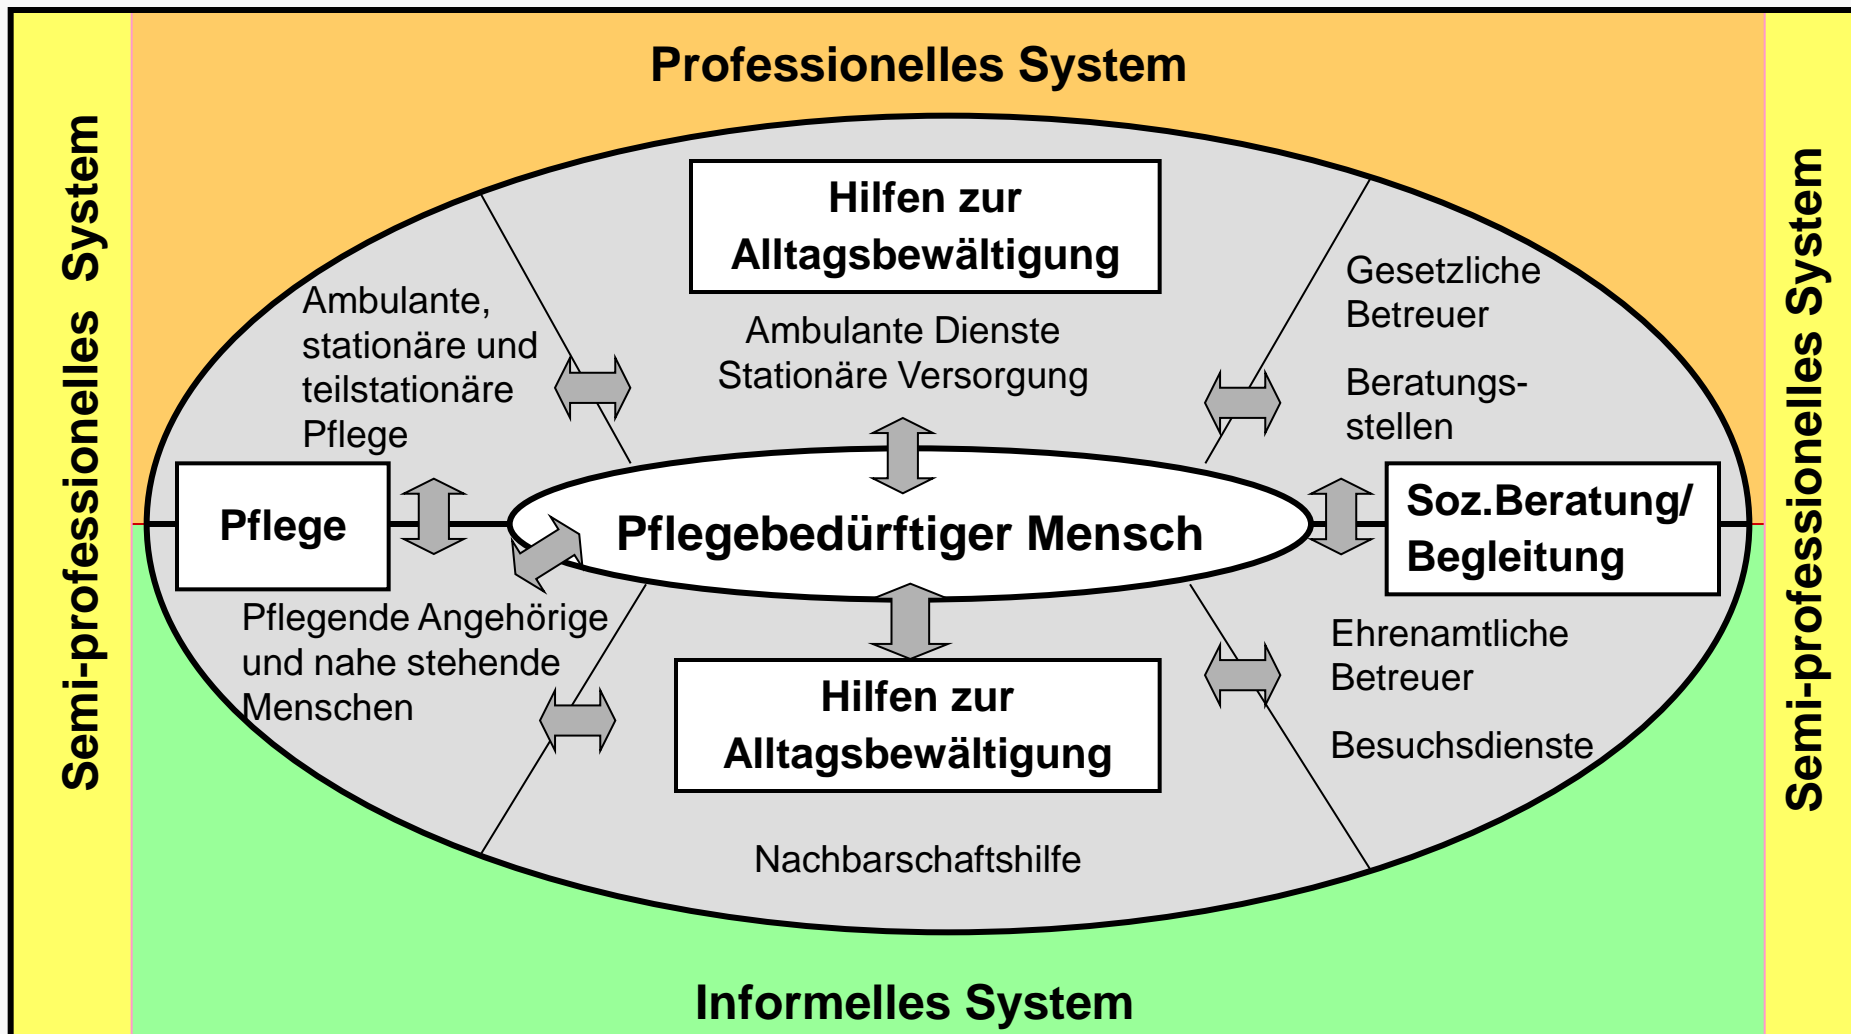 Professionelles System
Semi-professionelles System
Hilfen zur
Alltagsbewältigung
Ambulante Dienste
Stationäre Versorgung
Ambulante,
stationäre und
teilstationäre
Pflege
Gesetzliche
Betreuer
Beratungs-
stellen
Pflege
Pflegebedürftiger Mensch
Soz.Beratung/
Begleitung
Pflegende Angehörige
und nahe stehende
Menschen
Hilfen zur
Alltagsbewältigung
Nachbarschaftshilfe
Ehrenamtliche
Betreuer
Besuchsdienste
Semi-professionelles System
Informelles System